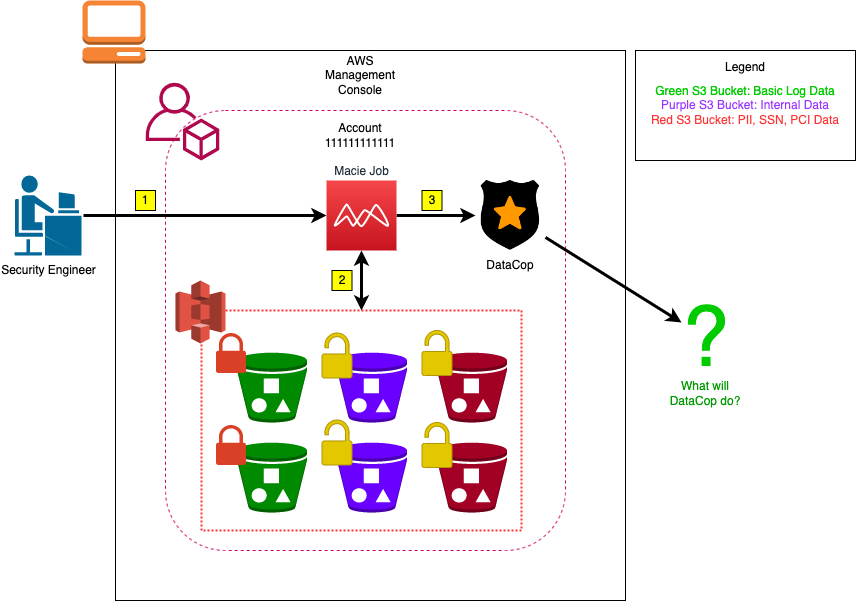 AWS
Management
Console
Legend
Green S3 Bucket: Basic Log Data
Purple S3 Bucket: Internal Data
Red S3 Bucket: PII, SSN, PCI Data
Account
111111111111
Macie Job
1
3
Security Engineer
DataCop
2
?
What will
DataCop do?